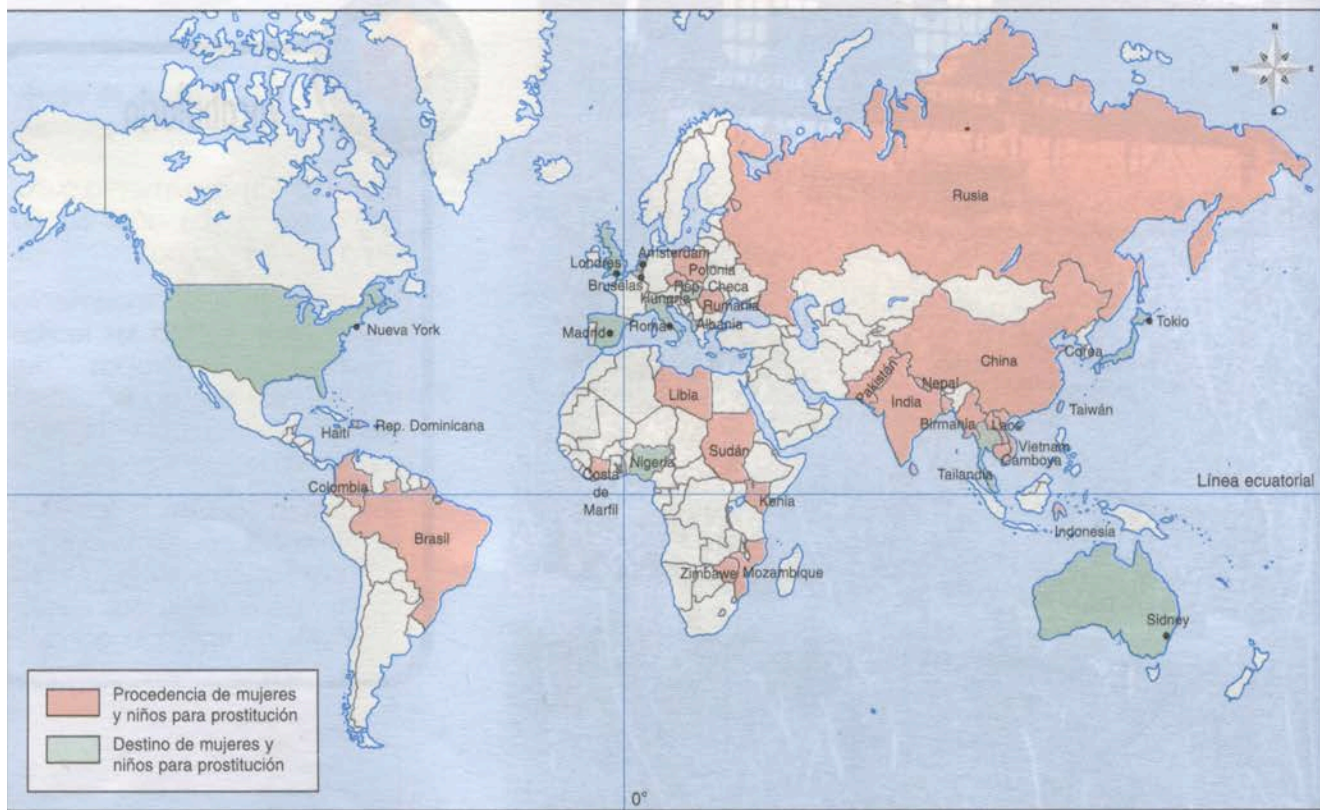 N
W
E
Rusia
Amsterdam
Londres
Polonia
Bruselas
Rep. Checa
Hungría
Rumania
Nueva York
Madrid
Roma
Albania
Tokio
Corea
China
Pakistán
Nepal
Libia
India
Taiwán
Haití
Rep. Dominicana
Birmania
Laos
Sudán
Vietnam
Nigeria
Camboya
Tailandia
Costa
de
Marfil
Línea ecuatorial
Colombia
Kenia
Indonesia
Brasil
Zimbawe
Mozambique
Sidney
Procedencia de mujeres
y niños para prostitución
Destino de mujeres y
niños para prostitución
0°